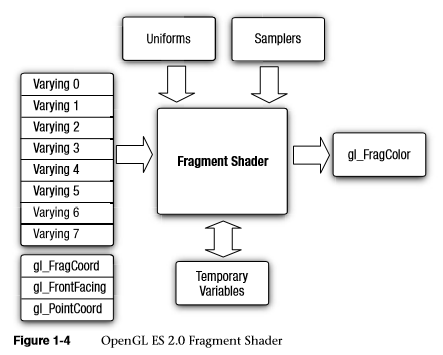 Uniforms
Samplers
Varying 0
Varying 1
Varying 2
Varying 3
Varying 4
Varying 5
Varying 6
Varying 7
Fragment Shader
gl_FragColor
gl_FragCoord
gl_FrontFacing
gl_PointCoord
Temporary
Variables
Figure 1-4 OpenGL ES 2.0 Fragment Shader